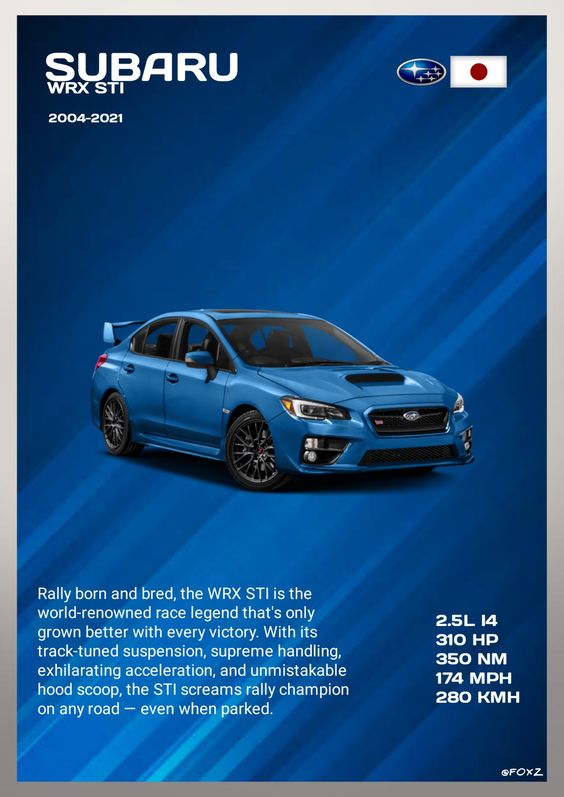 SUBARU
WRX STI
2004-2021
Rally born and bred, the WRX STI is the
world-renowned race legend that's only
grown better with every victory. With its
track-tuned suspension, supreme handling,
exhilarating acceleration, and unmistakable
hood scoop, the STI screams rally champion
on any road — even when parked.
2.5L I4
310 HP
350 NM
174 MPH
280 KMH
@FOXZ